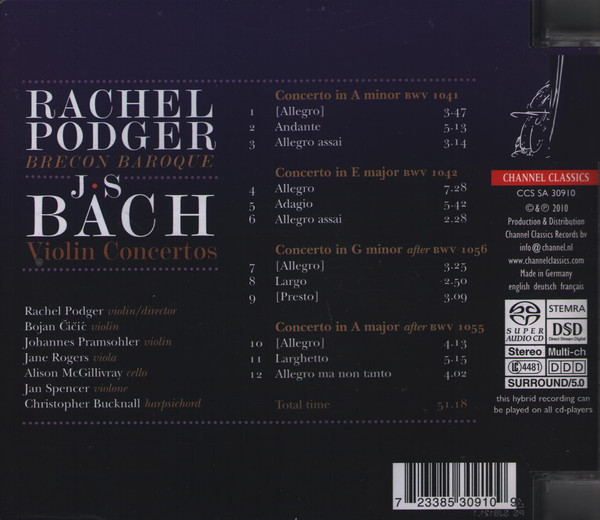 RACHEL
PODGER
BRECON BAROQUE
J·S
BACH
Violin Concertos
Rachel Podger violin/director
Bojan Čičić violin
Johannes Pramsohler violin
Jane Rogers viola
Alison McGillivray cello
Jan Spencer violone
Christopher Bucknall harpsichord
Concerto in A minor BWV 1041
1 [Allegro] 3.47
2 Andante 5.13
3 Allegro assai 3.14
Concerto in E major BWV 1042
4 Allegro 7.28
5 Adagio 5.42
6 Allegro assai 2.28
Concerto in G minor after BWV 1056
7 [Allegro] 3.25
8 Largo 2.50
9 [Presto] 3.09
Concerto in A major after BWV 1055
10 [Allegro] 4.13
11 Larghetto 5.15
12 Allegro ma non tanto 4.02
Total time 51.18
CHANNEL CLASSICS
CCS SA 30910
©&℗ 2010
Production & Distribution
Channel Classics Records bv
info@channel.nl
www.channelclassics.com
Made in Germany
english deutsch français
SUPER AUDIO CD
STEMRA
DSD
Direct Stream Digital
Stereo Multi-ch
LC 4481 DDD
SURROUND/5.0
this hybrid recording can
be played on all cd-players
7 23385 30910 9